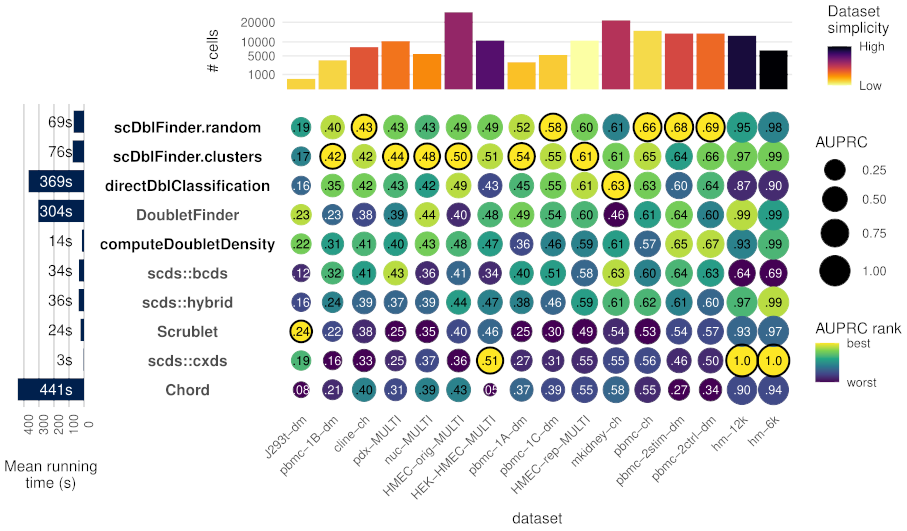 # cells
20000
10000
5000
1000
Dataset
simplicity
High
Low
69s scDblFinder.random .19 .40 .43 .43 .43 .49 .49 .52 .58 .60 .61 .66 .68 .69 .95 .98
76s scDblFinder.clusters .17 .42 .42 .44 .48 .50 .51 .54 .55 .61 .61 .65 .64 .66 .97 .99
369s directDblClassification .16 .35 .42 .43 .42 .49 .43 .45 .55 .61 .63 .63 .60 .64 .87 .90
304s DoubletFinder .23 .23 .38 .39 .44 .40 .48 .49 .54 .60 .46 .61 .64 .60 .99 .99
14s computeDoubletDensity .22 .31 .41 .40 .43 .48 .47 .36 .46 .59 .61 .57 .65 .67 .93 .99
34s scds::bcds .12 .32 .41 .43 .36 .41 .34 .40 .51 .58 .63 .60 .64 .63 .64 .69
36s scds::hybrid .16 .24 .39 .37 .39 .44 .47 .38 .46 .59 .61 .62 .61 .60 .97 .99
24s Scrublet .24 .22 .38 .25 .35 .40 .46 .25 .30 .49 .54 .53 .54 .57 .93 .97
3s scds::cxds .19 .16 .33 .25 .37 .36 .51 .27 .31 .55 .55 .56 .46 .50 1.0 1.0
441s Chord .08 .21 .40 .31 .39 .43 .05 .37 .39 .55 .58 .55 .27 .34 .90 .94
AUPRC
0.25
0.50
0.75
1.00
AUPRC rank
best
worst
400 300 200 100 0
Mean running
time (s)
J293t−dm
pbmc−1B−dm
cline−ch
pdx−MULTI
nuc−MULTI
HMEC−orig−MULTI
HEK−HMEC−MULTI
pbmc−1A−dm
pbmc−1C−dm
HMEC−rep−MULTI
mkidney−ch
pbmc−ch
pbmc−2stim−dm
pbmc−2ctrl−dm
hm−12k
hm−6k
dataset